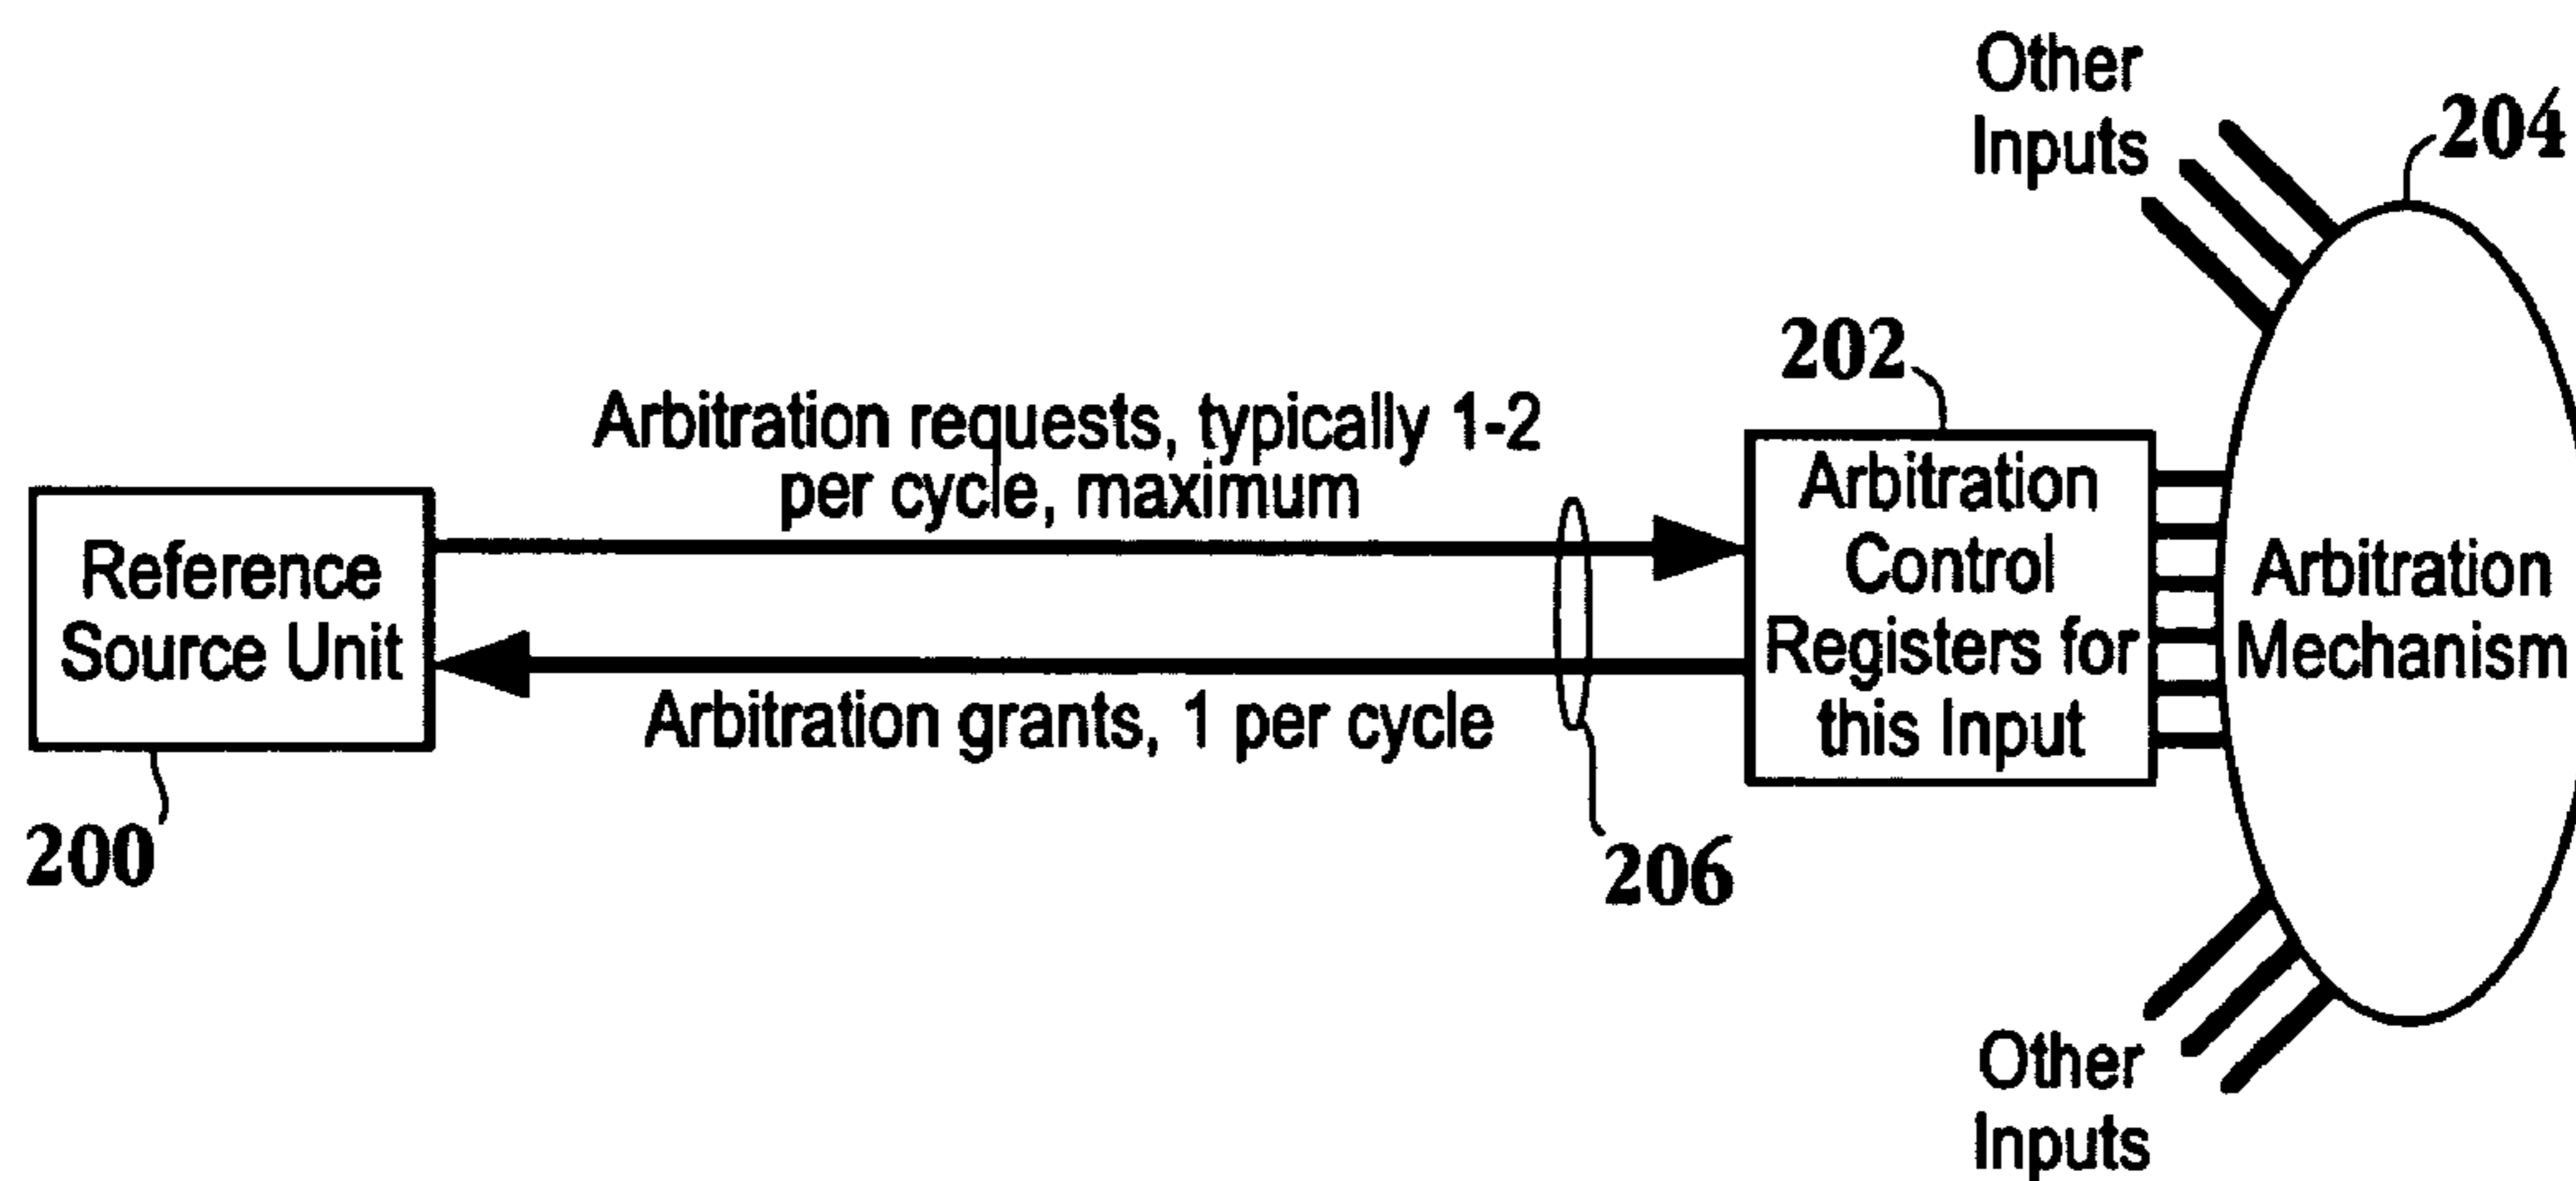 Other
Inputs
204
202
Arbitration requests, typically 1-2
per cycle, maximum
Arbitration
Control
Registers for
this Input
Reference
Source Unit
Arbitration
Mechanism
Arbitration grants, 1 per cycle
200
206
Other
Inputs